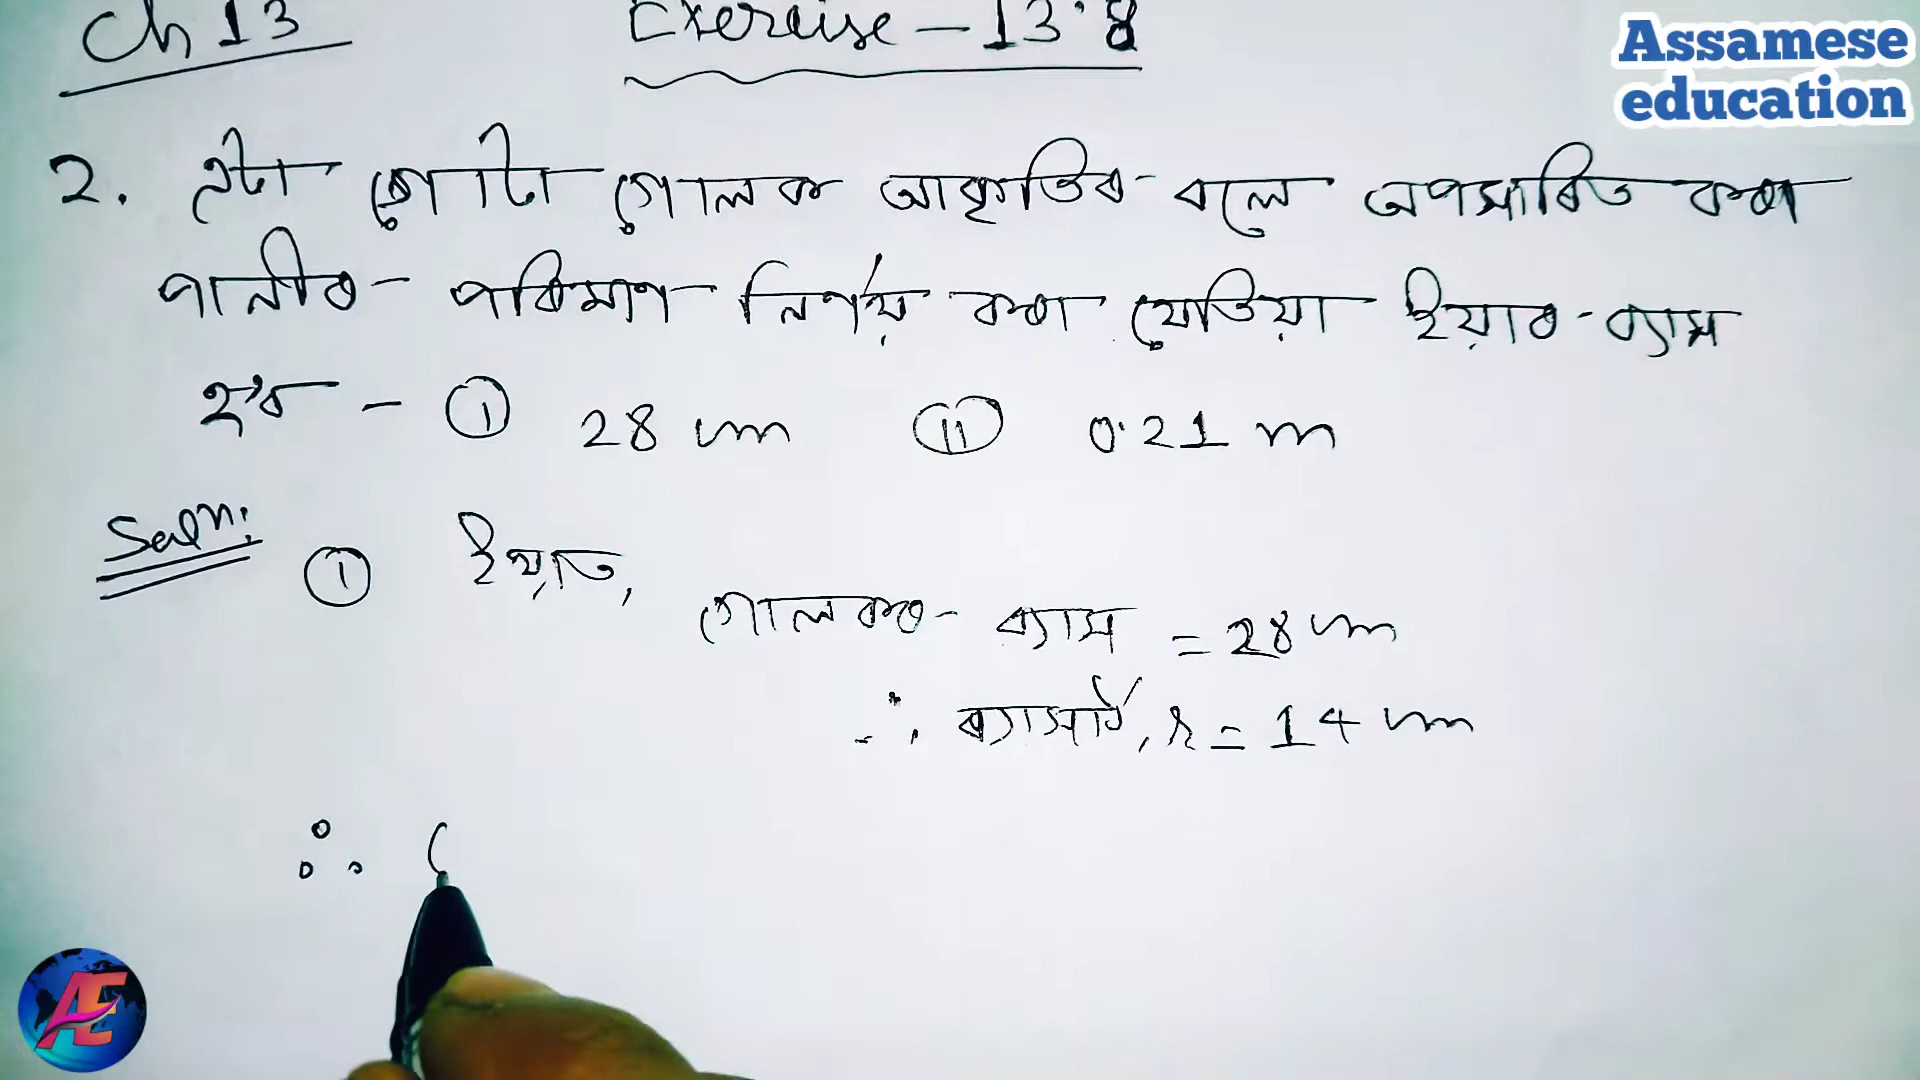 Ch 13
Exercise - 13.8
Assamese
education
2. এটা গোটা গোলক আকৃতিৰ বলে অপসাৰিত কৰা
পানীৰ পৰিমাণ নিৰ্ণয় কৰা যেতিয়া ইয়াৰ ব্যাস
হ'ব - (i) 28 cm (ii) 0.21 m
Soln:
(i) ইয়াত,
গোলকৰ ব্যাস = 28 cm
∴ ব্যাসাৰ্ধ, r = 14 cm
∴
AE